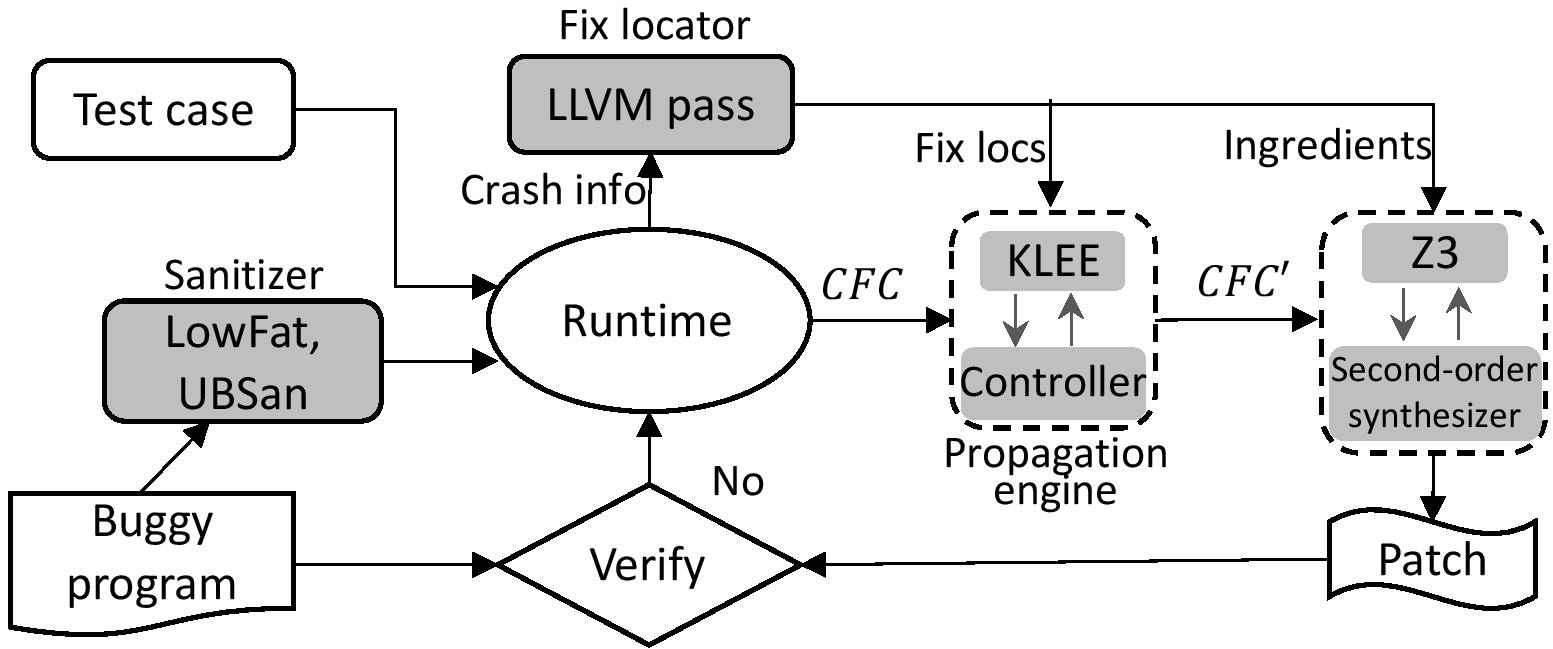 Fix locator
Test case
LLVM pass
Fix locs
Ingredients
Crash info
KLEE
Z3
Sanitizer
LowFat,
UBSan
Runtime
CFC
CFC′
Controller
Second-order
synthesizer
Propagation
engine
No
Buggy
program
Verify
Patch